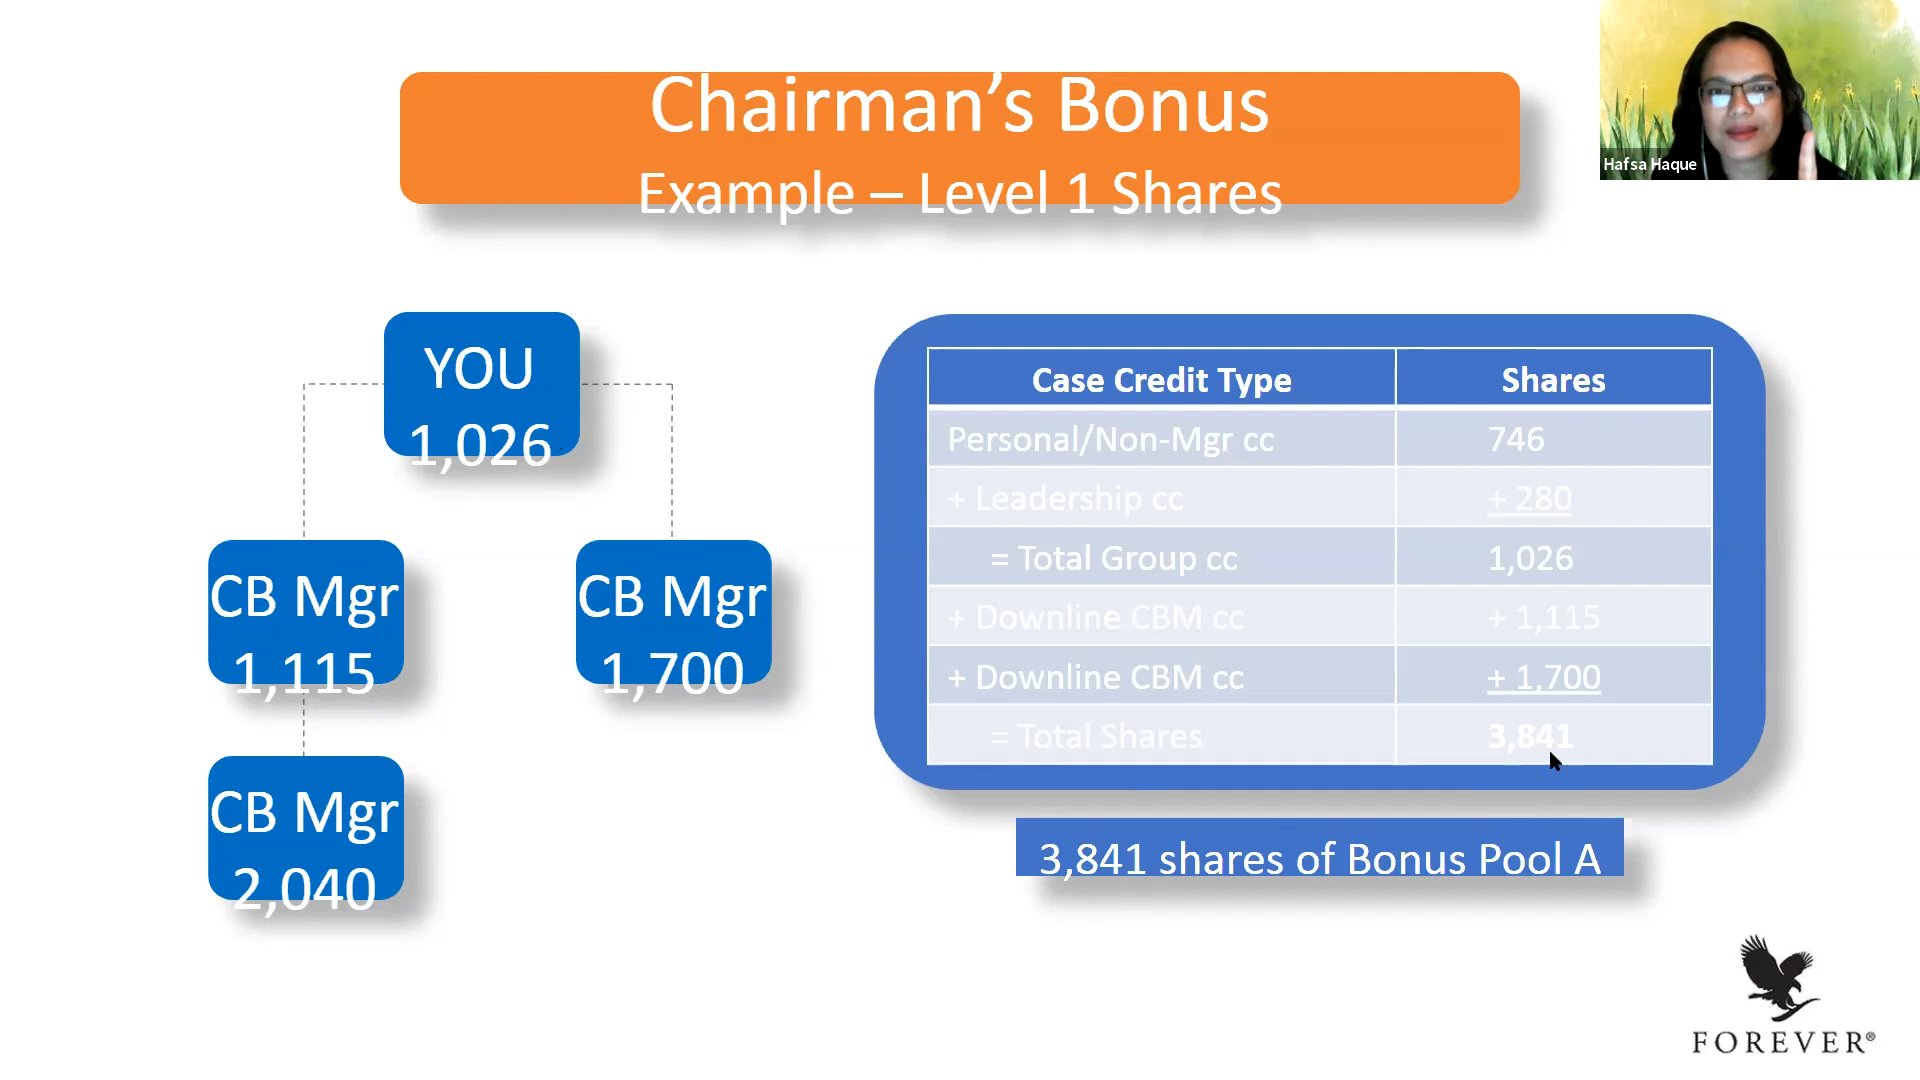 Chairman’s Bonus
Example – Level 1 Shares
Hafsa Haque
YOU
1,026
CB Mgr
1,115
CB Mgr
1,700
CB Mgr
2,040
Case Credit Type Shares
Personal/Non-Mgr cc 746
+ Leadership cc + 280
= Total Group cc 1,026
+ Downline CBM cc + 1,115
+ Downline CBM cc + 1,700
= Total Shares 3,841
3,841 shares of Bonus Pool A
FOREVER®